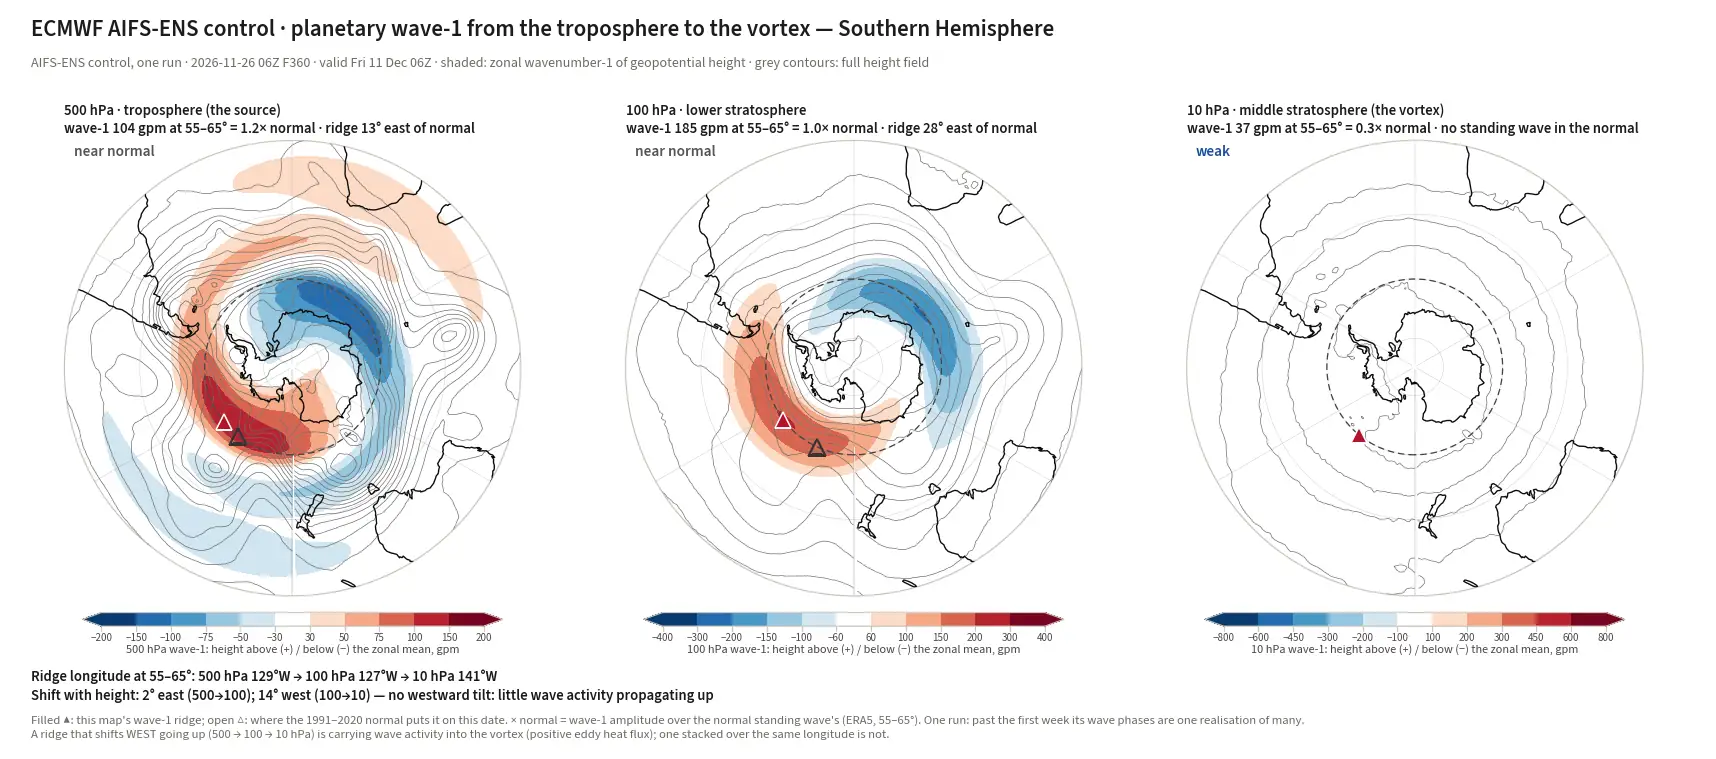 ECMWF AIFS-ENS control · planetary wave-1 from the troposphere to the vortex — Southern Hemisphere
AIFS-ENS control, one run · 2026-11-26 06Z F360 · valid Fri 11 Dec 06Z · shaded: zonal wavenumber-1 of geopotential height · grey contours: full height field
500 hPa · troposphere (the source)
wave-1 104 gpm at 55–65° = 1.2× normal · ridge 13° east of normal
near normal
100 hPa · lower stratosphere
wave-1 185 gpm at 55–65° = 1.0× normal · ridge 28° east of normal
near normal
10 hPa · middle stratosphere (the vortex)
wave-1 37 gpm at 55–65° = 0.3× normal · no standing wave in the normal
weak
−200 −150 −100 −75 −50 −30 30 50 75 100 150 200
500 hPa wave-1: height above (+) / below (−) the zonal mean, gpm
−400 −300 −200 −150 −100 −60 60 100 150 200 300 400
100 hPa wave-1: height above (+) / below (−) the zonal mean, gpm
−800 −600 −450 −300 −200 −100 100 200 300 450 600 800
10 hPa wave-1: height above (+) / below (−) the zonal mean, gpm
Ridge longitude at 55–65°: 500 hPa 129°W → 100 hPa 127°W → 10 hPa 141°W
Shift with height: 2° east (500→100); 14° west (100→10) — no westward tilt: little wave activity propagating up
Filled ▲: this map's wave-1 ridge; open △: where the 1991–2020 normal puts it on this date. × normal = wave-1 amplitude over the normal standing wave's (ERA5, 55–65°). One run: past the first week its wave phases are one realisation of many.
A ridge that shifts WEST going up (500 → 100 → 10 hPa) is carrying wave activity into the vortex (positive eddy heat flux); one stacked over the same longitude is not.